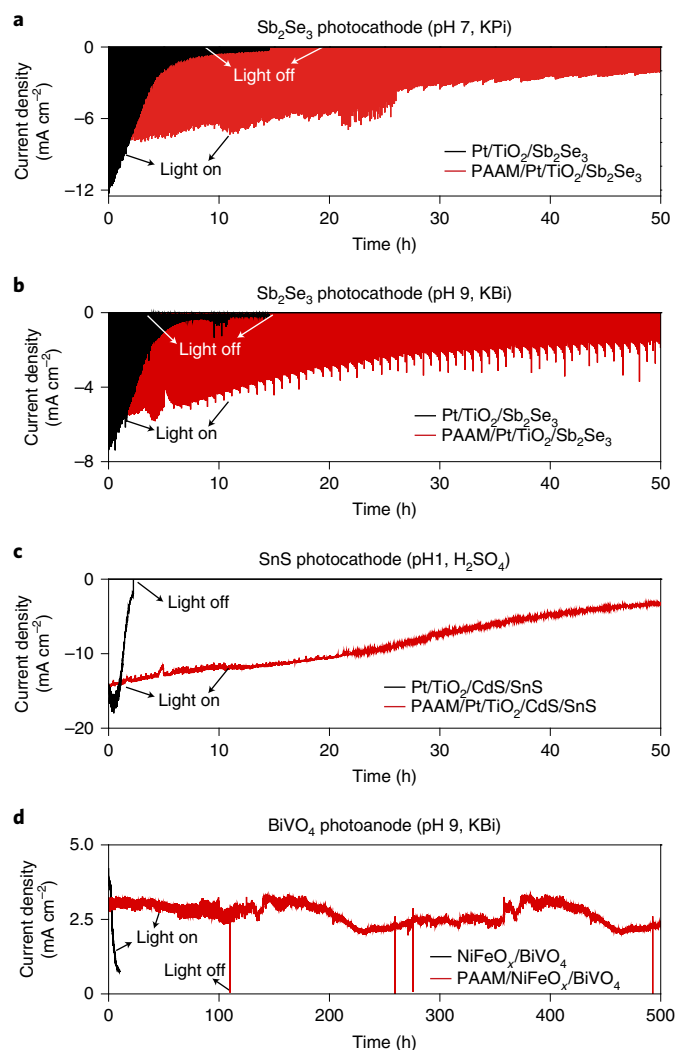 a
Sb₂Se₃ photocathode (pH 7, KPi)
Current density
(mA cm⁻²)
0
−6
−12
Light off
Light on
Pt/TiO₂/Sb₂Se₃
PAAM/Pt/TiO₂/Sb₂Se₃
0 10 20 30 40 50
Time (h)
b
Sb₂Se₃ photocathode (pH 9, KBi)
Current density
(mA cm⁻²)
0
−4
−8
Light off
Light on
Pt/TiO₂/Sb₂Se₃
PAAM/Pt/TiO₂/Sb₂Se₃
0 10 20 30 40 50
Time (h)
c
SnS photocathode (pH1, H₂SO₄)
Current density
(mA cm⁻²)
0
−10
−20
Light off
Light on
Pt/TiO₂/CdS/SnS
PAAM/Pt/TiO₂/CdS/SnS
0 10 20 30 40 50
Time (h)
d
BiVO₄ photoanode (pH 9, KBi)
Current density
(mA cm⁻²)
5.0
2.5
0
Light on
Light off
NiFeOₓ/BiVO₄
PAAM/NiFeOₓ/BiVO₄
0 100 200 300 400 500
Time (h)